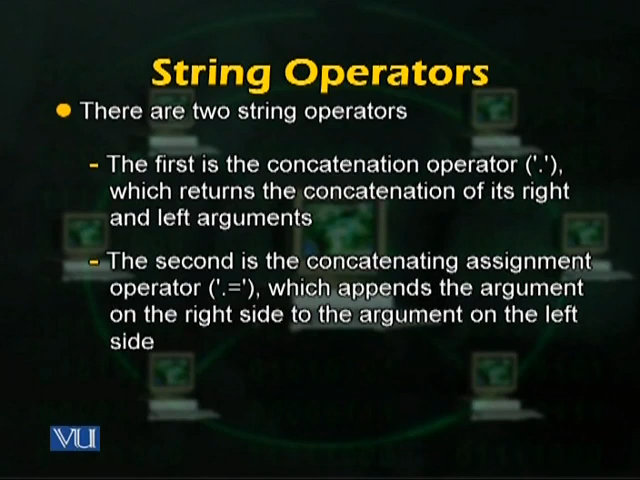 String Operators
There are two string operators
- The first is the concatenation operator ('.'),
which returns the concatenation of its right
and left arguments
- The second is the concatenating assignment
operator ('.='), which appends the argument
on the right side to the argument on the left
side
VU